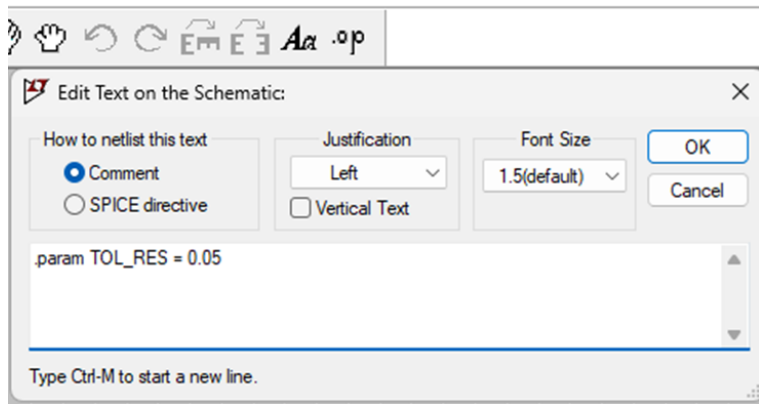 Aa .op
Edit Text on the Schematic:
How to netlist this text
Justification
Font Size
OK
Comment
Left
1.5(default)
Cancel
SPICE directive
Vertical Text
.param TOL_RES = 0.05
Type Ctrl-M to start a new line.